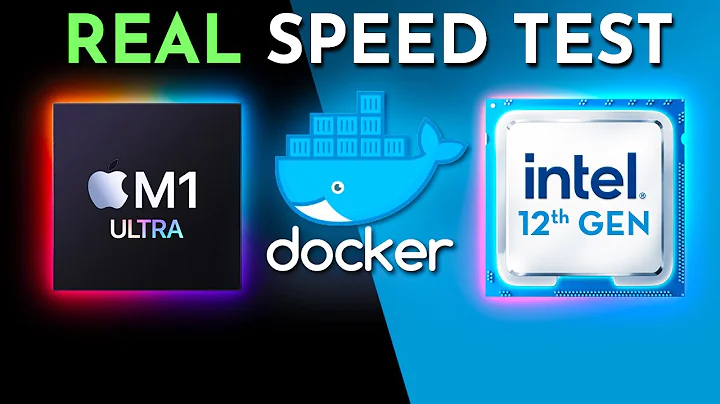 REAL SPEED TEST
M1
ULTRA
docker
intel.
12th GEN